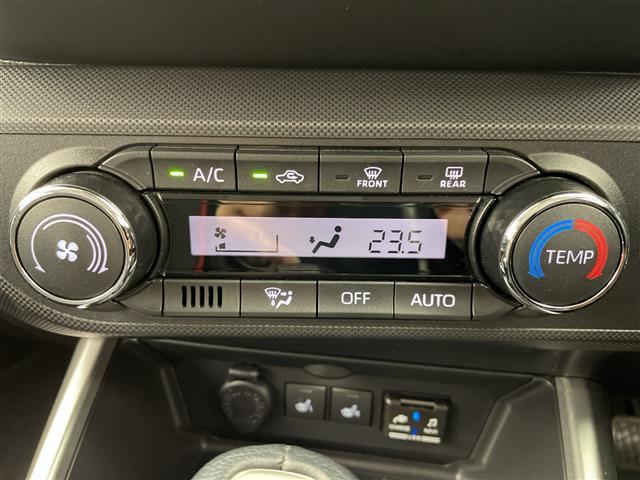 A/C
FRONT
REAR
23.5
TEMP
OFF
AUTO